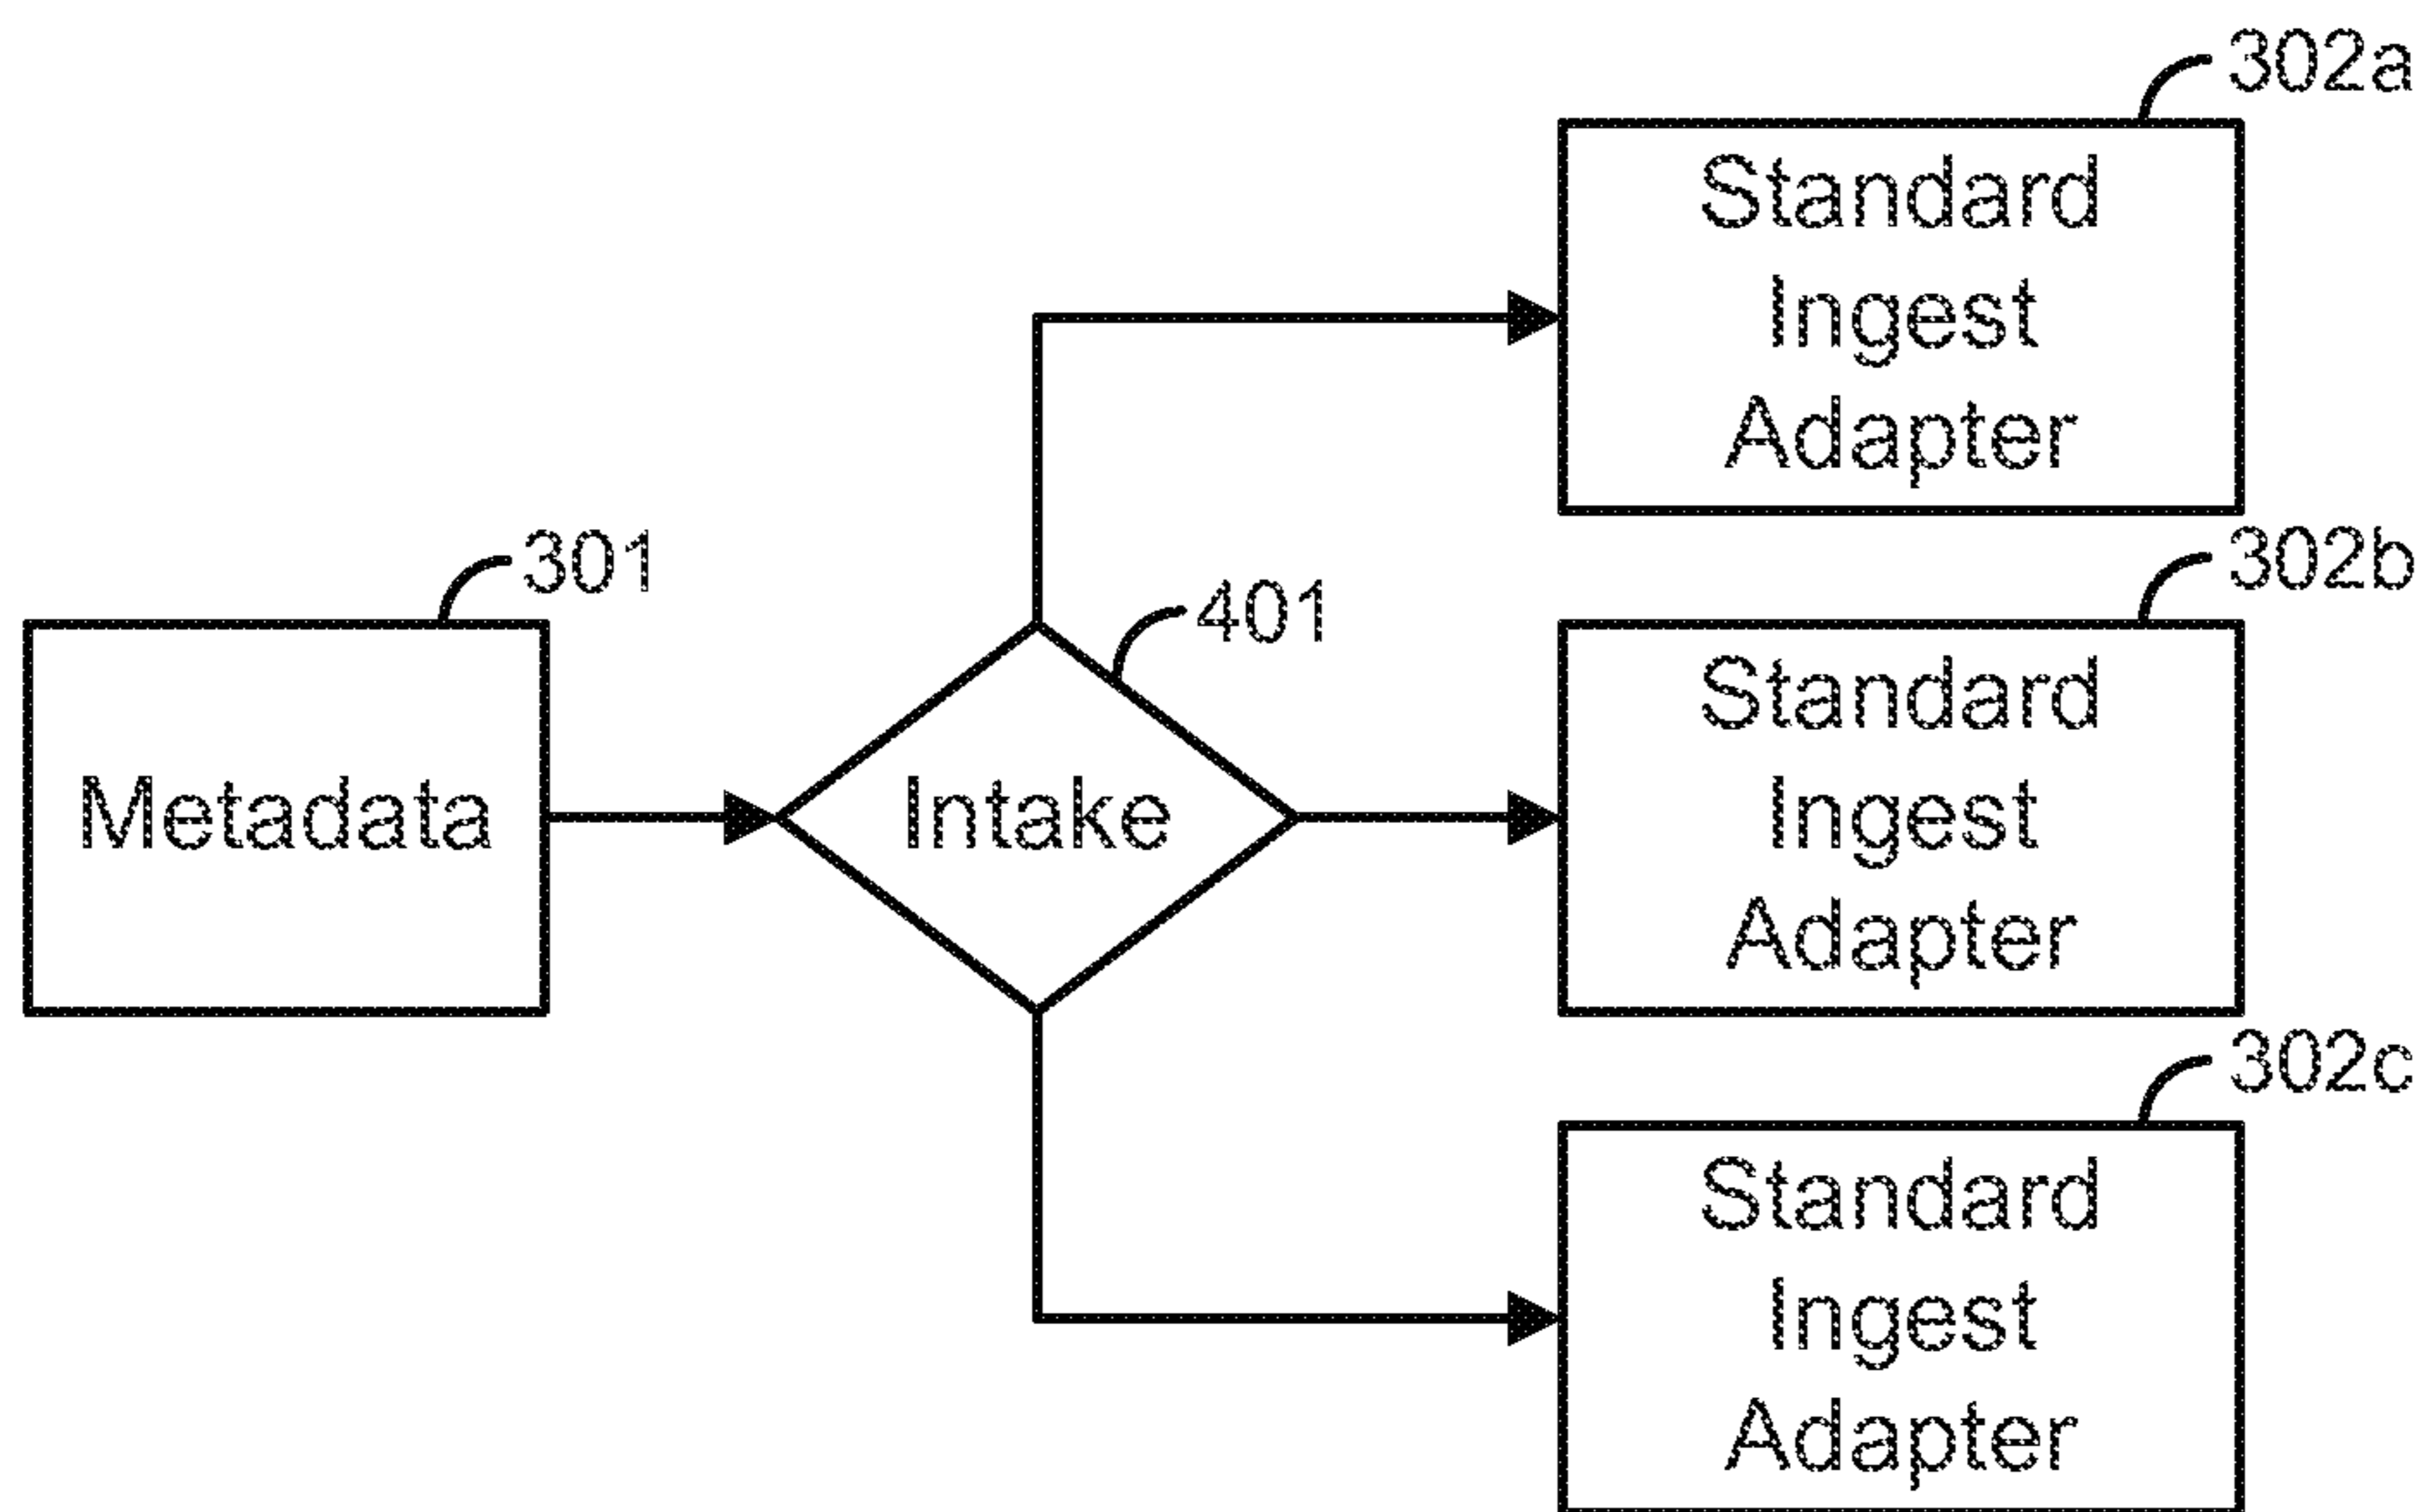 302a
Standard
Ingest
Adapter
301
Metadata
401
Intake
302b
Standard
Ingest
Adapter
302c
Standard
Ingest
Adapter